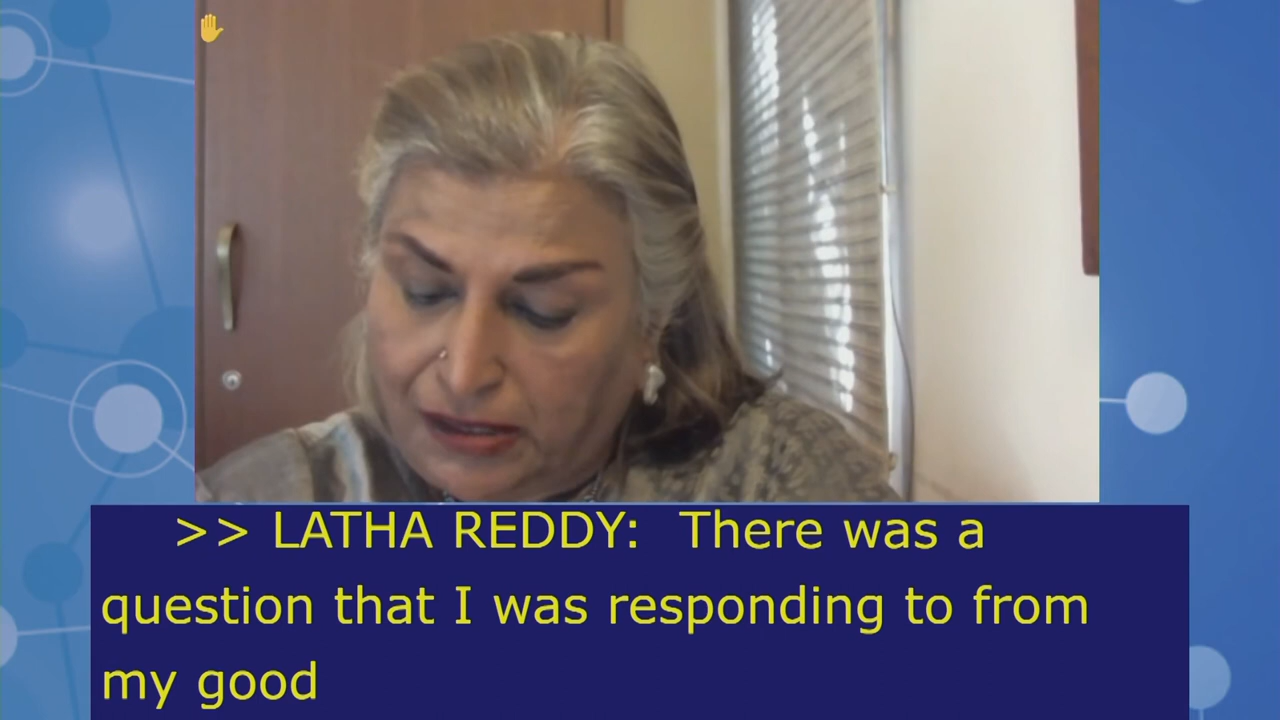 >> LATHA REDDY:  There was a
question that I was responding to from
my good